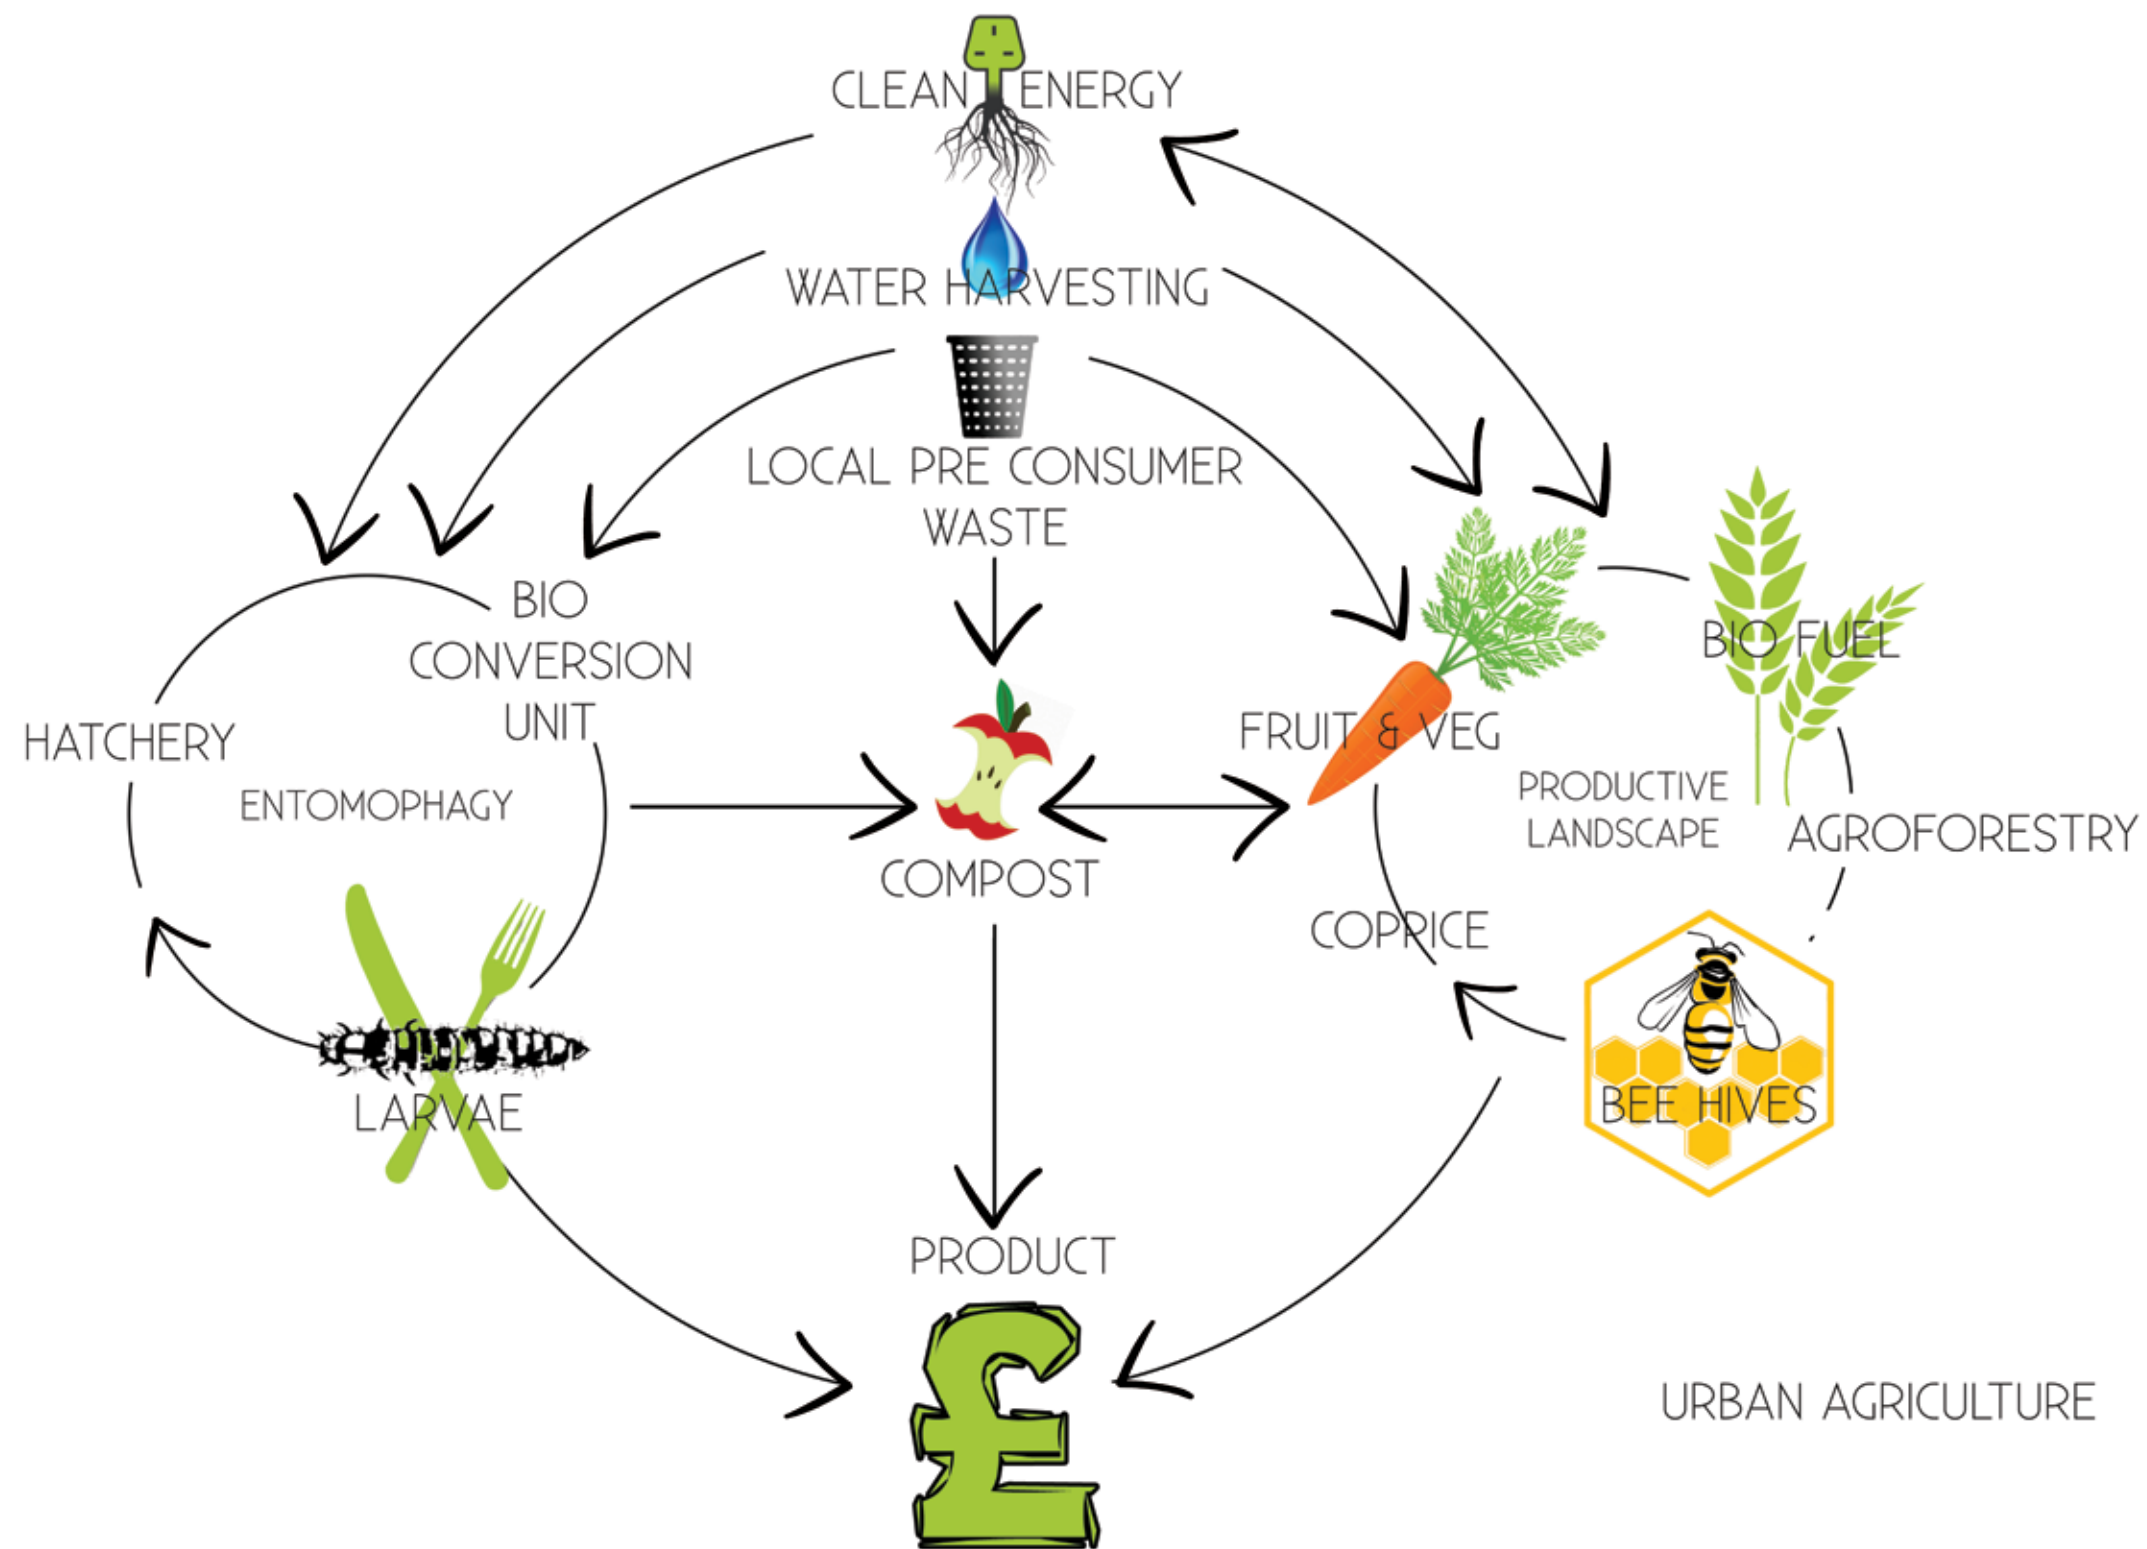 CLEAN ENERGY
WATER HARVESTING
LOCAL PRE CONSUMER
WASTE
BIO
CONVERSION
UNIT
HATCHERY
ENTOMOPHAGY
LARVAE
COMPOST
FRUIT & VEG
BIO FUEL
PRODUCTIVE
LANDSCAPE
AGROFORESTRY
COPPICE
BEE HIVES
PRODUCT
£
URBAN AGRICULTURE